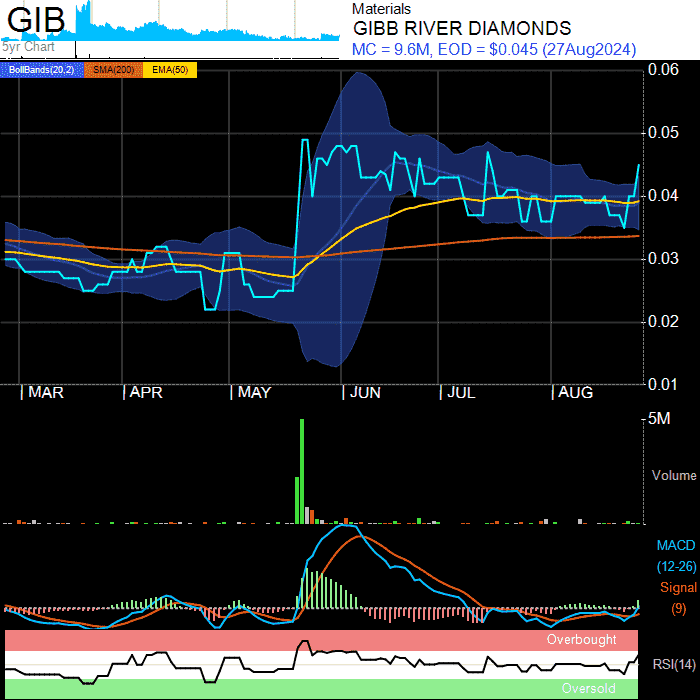 GIB
5yr Chart
Materials
GIBB RIVER DIAMONDS
MC = 9.6M, EOD = $0.045 (27Aug2024)
BollBands(20,2) SMA(200) EMA(50)
0.06
0.05
0.04
0.03
0.02
0.01
MAR APR MAY JUN JUL AUG
5M
Volume
MACD
(12-26)
Signal
(9)
Overbought
RSI(14)
Oversold